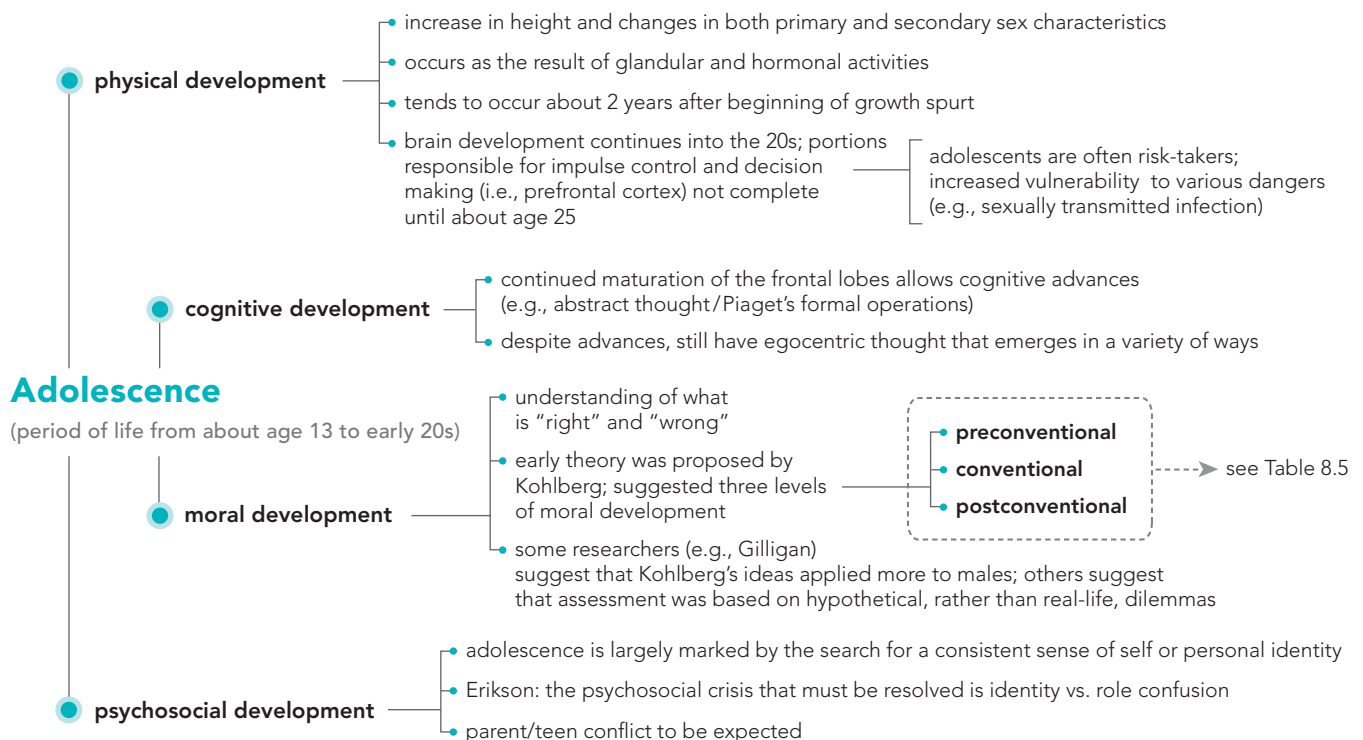 increase in height and changes in both primary and secondary sex characteristics
physical development
occurs as the result of glandular and hormonal activities
tends to occur about 2 years after beginning of growth spurt
brain development continues into the 20s; portions
responsible for impulse control and decision
making (i.e., prefrontal cortex) not complete
until about age 25
adolescents are often risk-takers;
increased vulnerability to various dangers
(e.g., sexually transmitted infection)
cognitive development
continued maturation of the frontal lobes allows cognitive advances
(e.g., abstract thought/Piaget’s formal operations)
despite advances, still have egocentric thought that emerges in a variety of ways
Adolescence
(period of life from about age 13 to early 20s)
moral development
understanding of what
is “right” and “wrong”
early theory was proposed by
Kohlberg; suggested three levels
of moral development
preconventional
conventional
postconventional
see Table 8.5
some researchers (e.g., Gilligan)
suggest that Kohlberg’s ideas applied more to males; others suggest
that assessment was based on hypothetical, rather than real-life, dilemmas
psychosocial development
adolescence is largely marked by the search for a consistent sense of self or personal identity
Erikson: the psychosocial crisis that must be resolved is identity vs. role confusion
parent/teen conflict to be expected